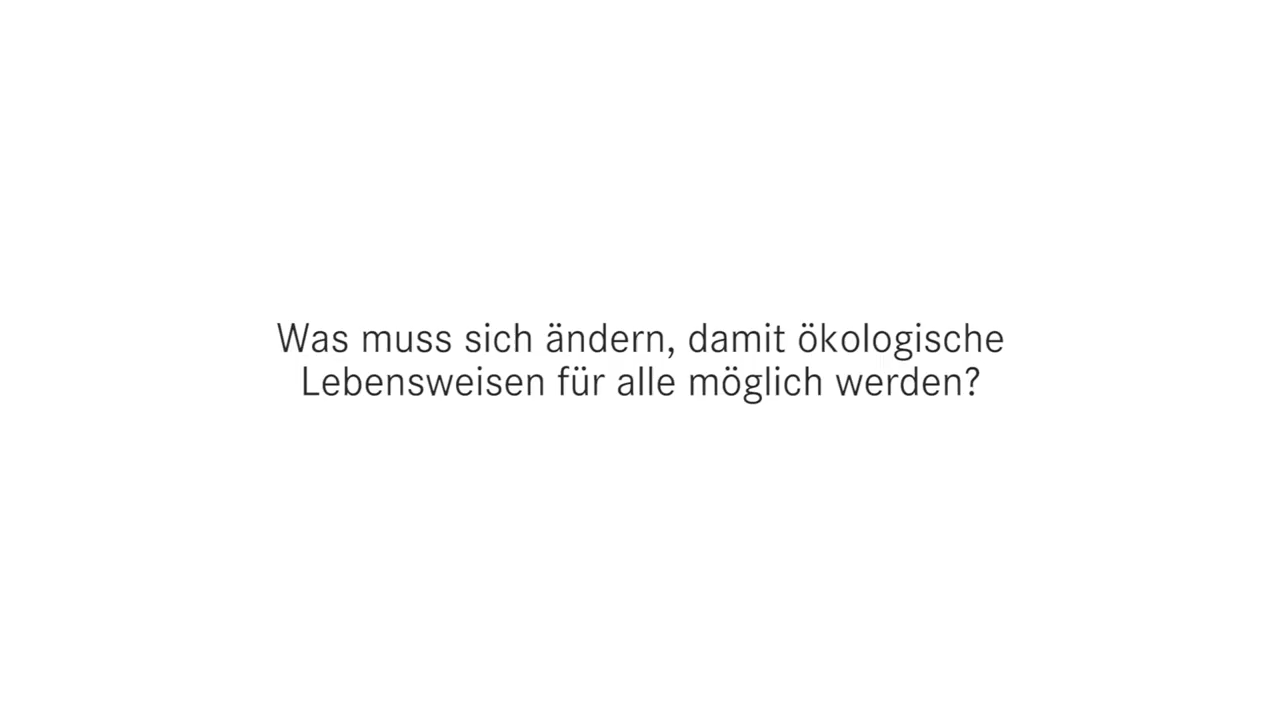 Was muss sich ändern, damit ökologische
Lebensweisen für alle möglich werden?